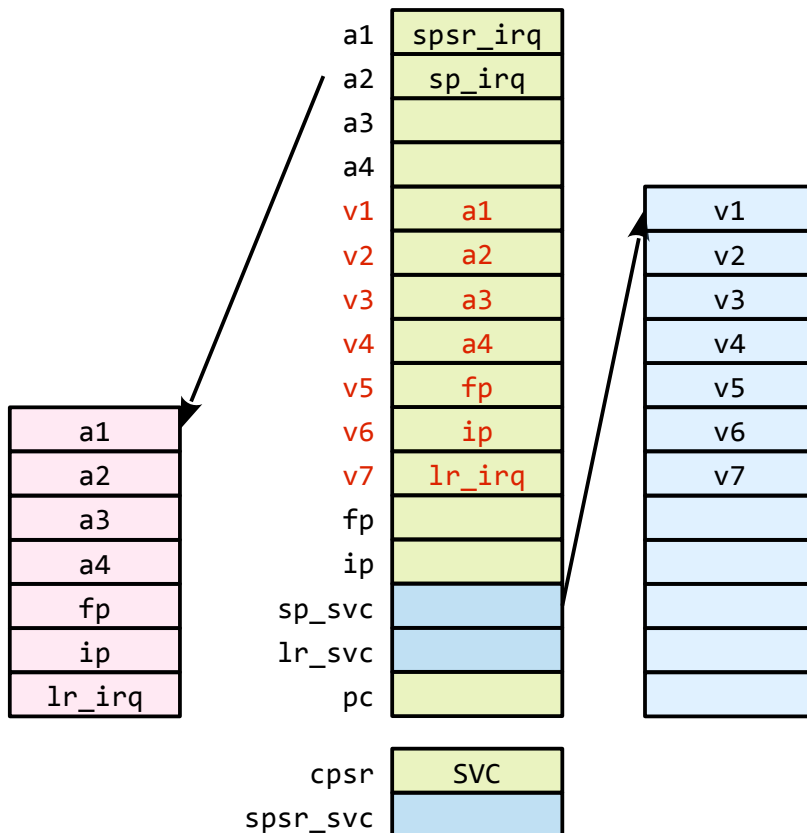 a1 spsr_irq
a2 sp_irq
a3
a4
v1 a1 v1
v2 a2 v2
v3 a3 v3
v4 a4 v4
a1 v5 fp v5
a2 v6 ip v6
a3 v7 lr_irq v7
a4 fp
fp ip
ip sp_svc
lr_irq lr_svc
pc
cpsr SVC
spsr_svc